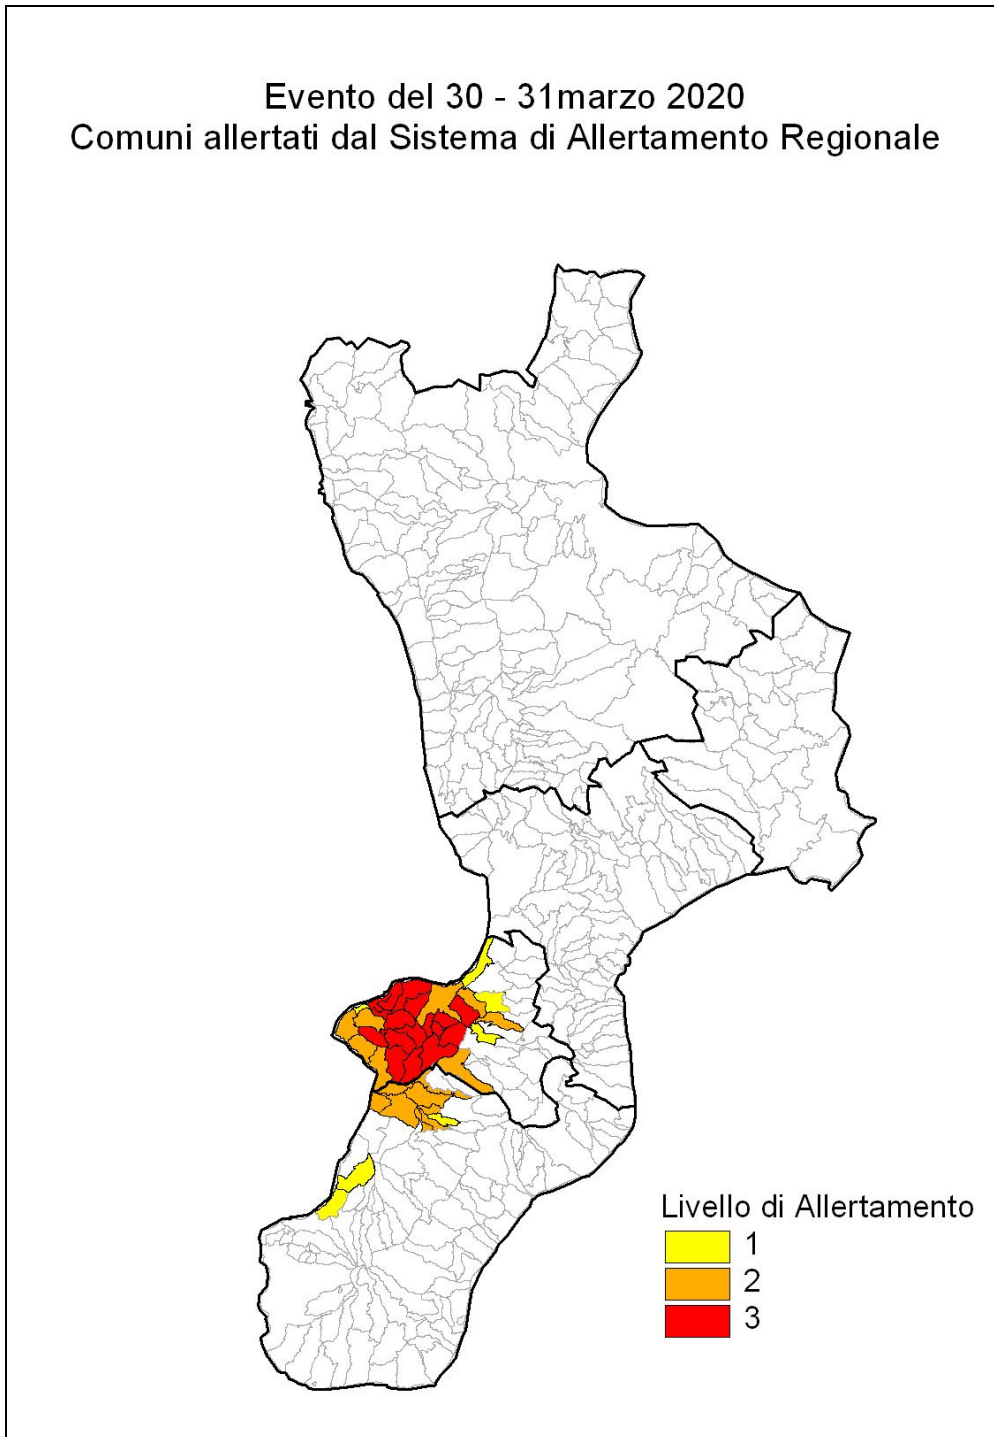 Evento del 30 - 31marzo 2020
Comuni allertati dal Sistema di Allertamento Regionale
Livello di Allertamento
1
2
3